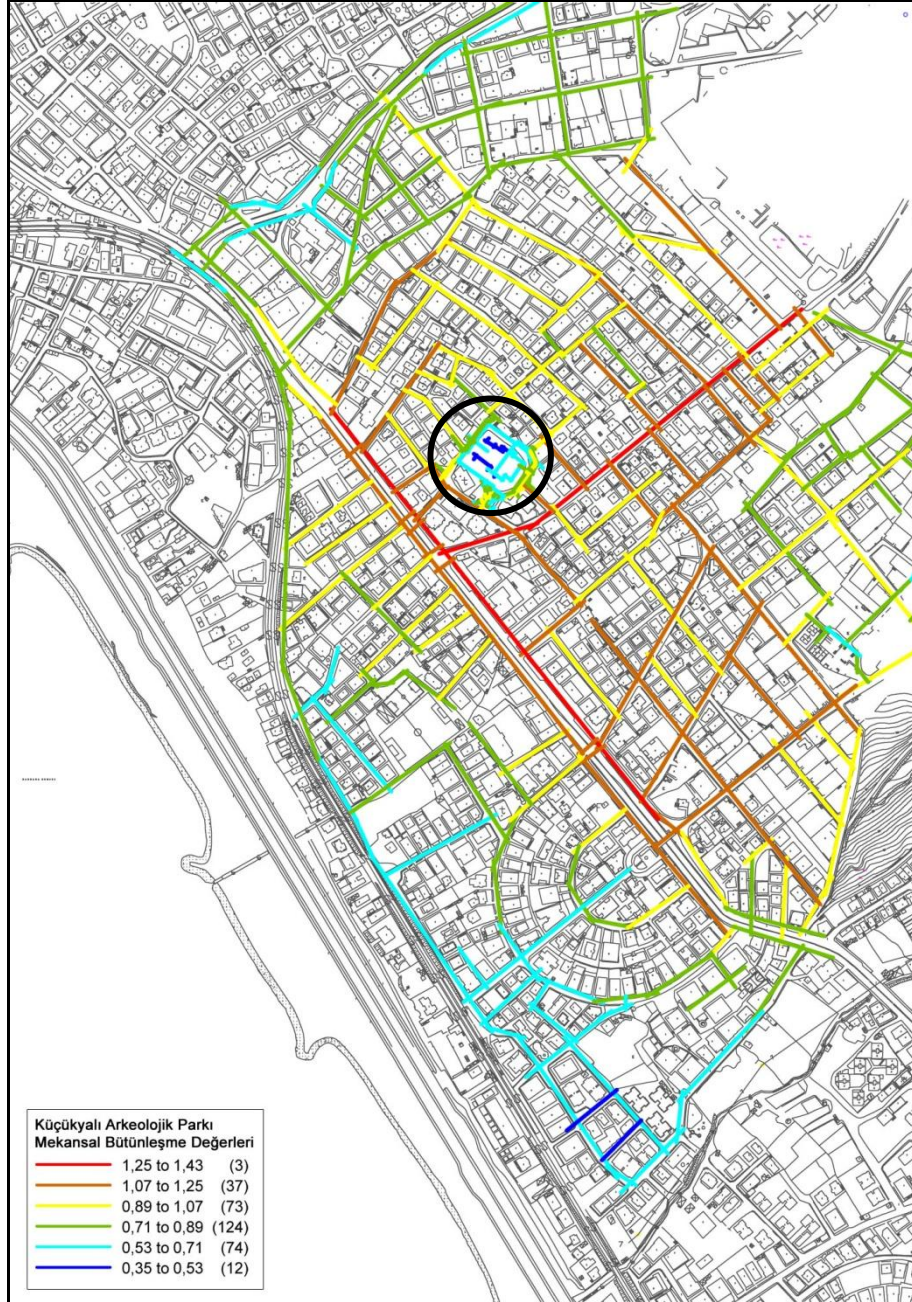 Küçükyalı Arkeolojik Parkı
Mekansal Bütünleşme Değerleri
1,25 to 1,43 (3)
1,07 to 1,25 (37)
0,89 to 1,07 (73)
0,71 to 0,89 (124)
0,53 to 0,71 (74)
0,35 to 0,53 (12)